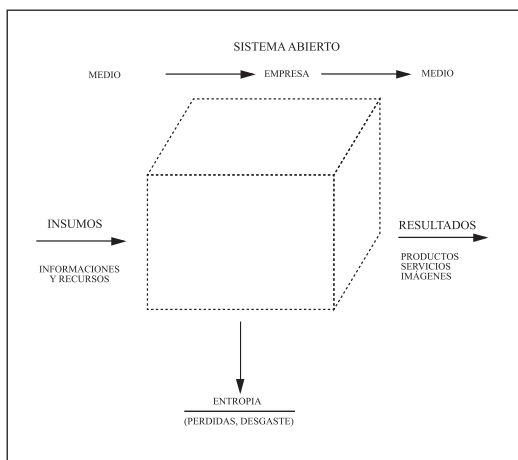 SISTEMA ABIERTO
MEDIO EMPRESA MEDIO
INSUMOS
INFORMACIONES
Y RECURSOS
RESULTADOS
PRODUCTOS
SERVICIOS
IMÁGENES
ENTROPIA
(PERDIDAS, DESGASTE)